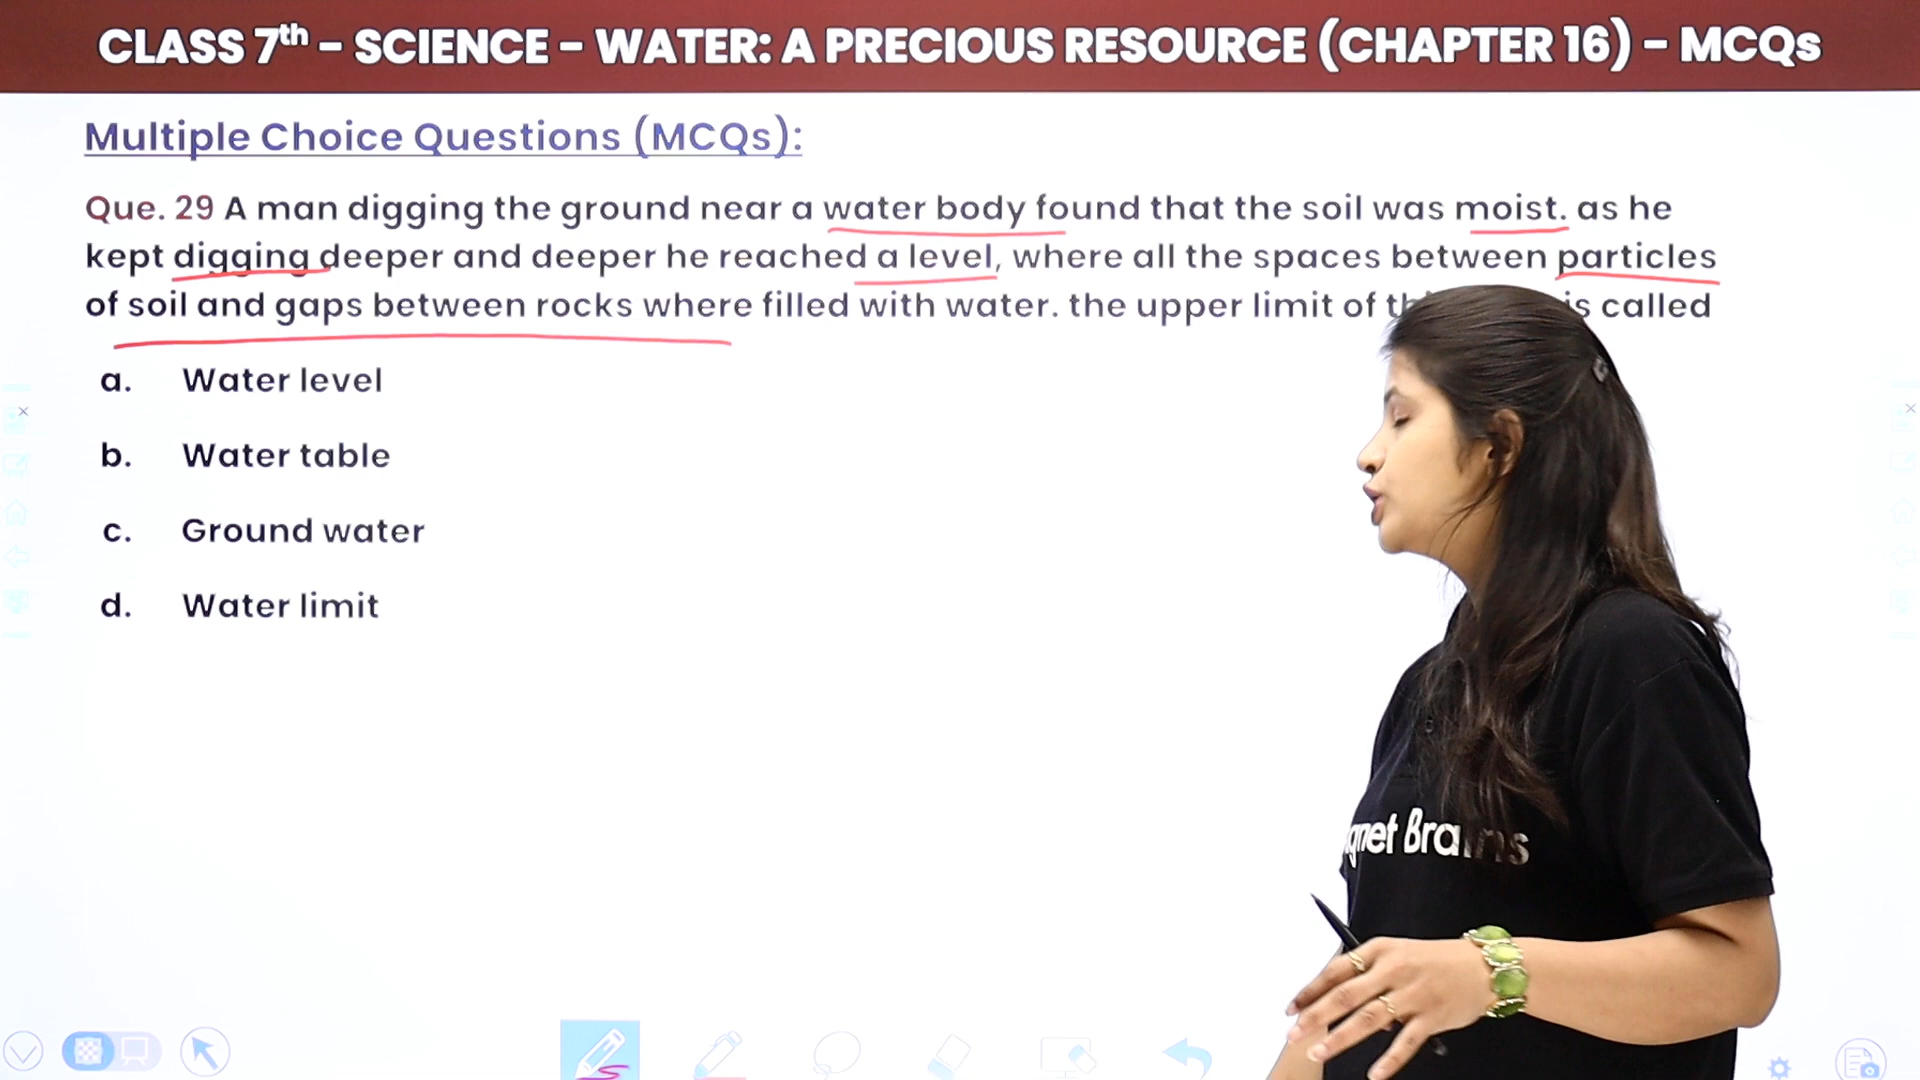 CLASS 7th – SCIENCE – WATER: A PRECIOUS RESOURCE (CHAPTER 16) – MCQs
Multiple Choice Questions (MCQs):
Que. 29 A man digging the ground near a water body found that the soil was moist. as he
kept digging deeper and deeper he reached a level, where all the spaces between particles
of soil and gaps between rocks where filled with water. the upper limit of called
a. Water level
b. Water table
c. Ground water
d. Water limit
gnet Brains